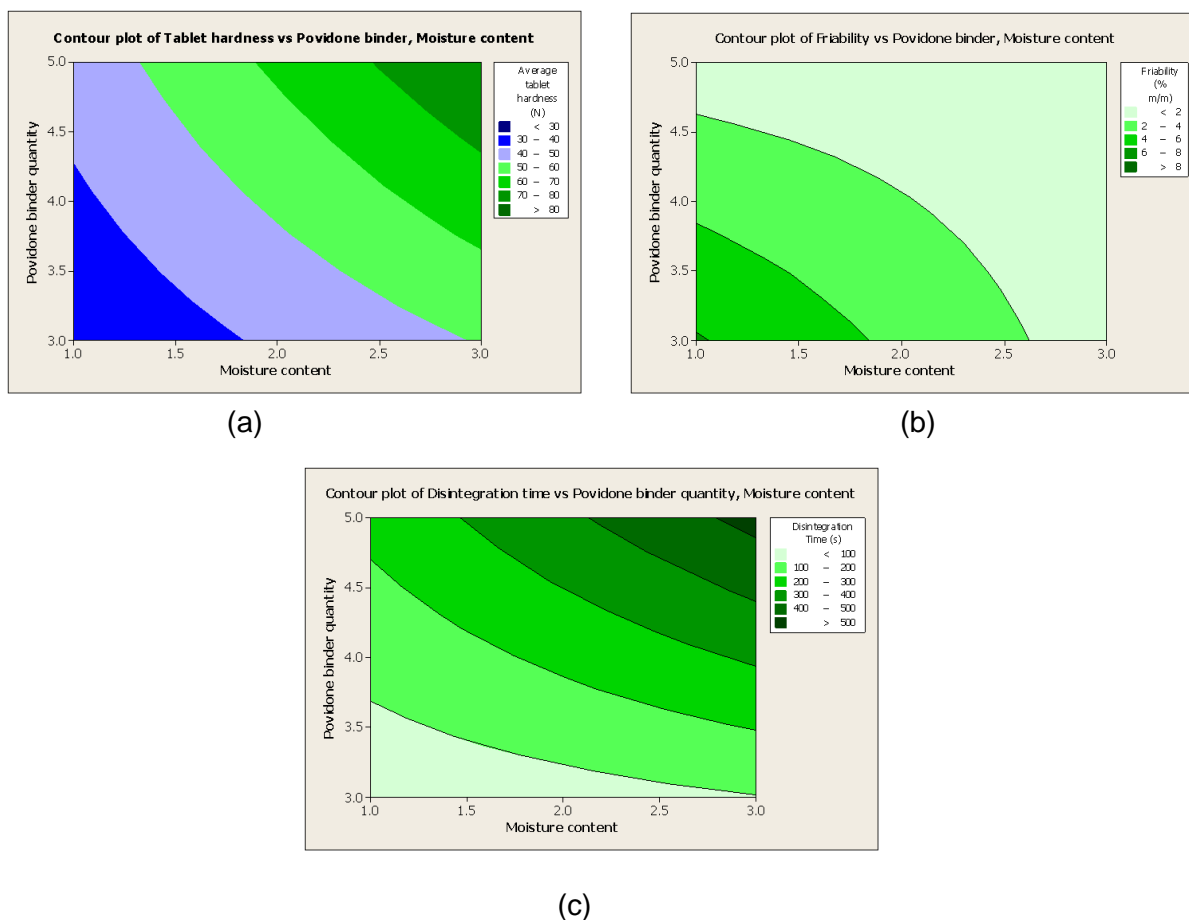 Contour plot of Tablet hardness vs Povidone binder, Moisture content
Povidone binder quantity
5.0
4.5
4.0
3.5
3.0
1.0 1.5 2.0 2.5 3.0
Moisture content
Average
tablet
hardness
(N)
< 30
30 – 40
40 – 50
50 – 60
60 – 70
70 – 80
> 80
(a)
Contour plot of Friability vs Povidone binder, Moisture content
Povidone binder quantity
5.0
4.5
4.0
3.5
3.0
1.0 1.5 2.0 2.5 3.0
Moisture content
Friability
(%
m/m)
< 2
2 – 4
4 – 6
6 – 8
> 8
(b)
Contour plot of Disintegration time vs Povidone binder quantity, Moisture content
Povidone binder quantity
5.0
4.5
4.0
3.5
3.0
1.0 1.5 2.0 2.5 3.0
Moisture content
Disintegration
Time (s)
< 100
100 – 200
200 – 300
300 – 400
400 – 500
> 500
(c)